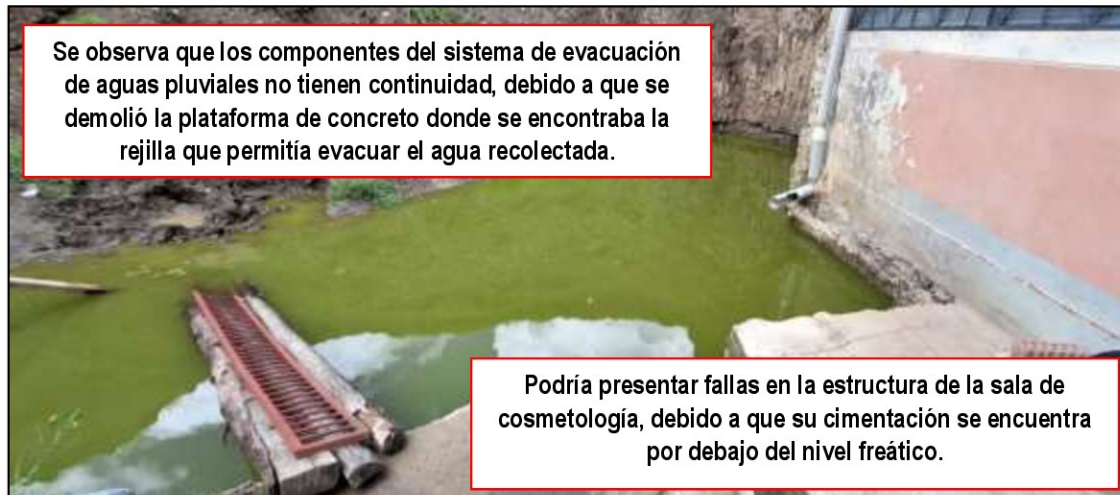 Se observa que los componentes del sistema de evacuación
de aguas pluviales no tienen continuidad, debido a que se
demolió la plataforma de concreto donde se encontraba la
rejilla que permitía evacuar el agua recolectada.
Podría presentar fallas en la estructura de la sala de
cosmetología, debido a que su cimentación se encuentra
por debajo del nivel freático.